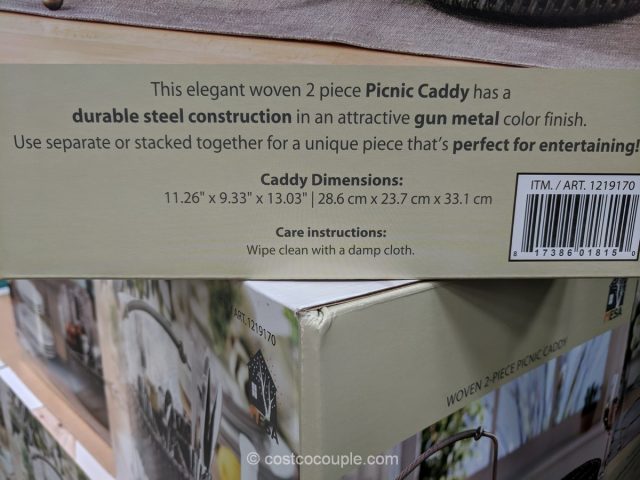 This elegant woven 2 piece Picnic Caddy has a
durable steel construction in an attractive gun metal color finish.
Use separate or stacked together for a unique piece that's perfect for entertaining!
Caddy Dimensions:
11.26" x 9.33" x 13.03" | 28.6 cm x 23.7 cm x 33.1 cm
Care instructions:
Wipe clean with a damp cloth.
ITM. / ART. 1219170
8 17386 01815 0
ART.1219170
MESA
WOVEN 2-PIECE PICNIC CADDY
© costcocouple.com